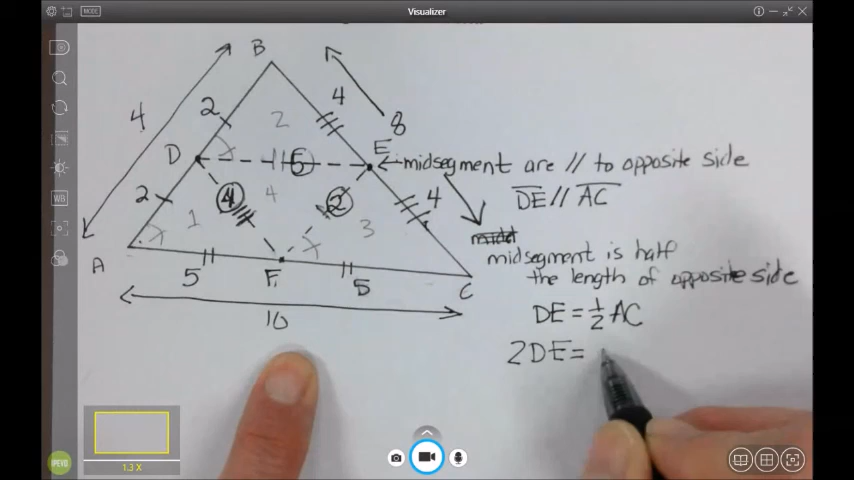 Visualizer
MODE
WB
B
4
2
4
2
8
D
5
E
midsegment are // to opposite side
DE // AC
2
4
4
2
4
1
3
midsegment is half
the length of opposite side
A
5
F
5
C
10
DE = 1/2 AC
2DE =
IPEVO
1.3 X